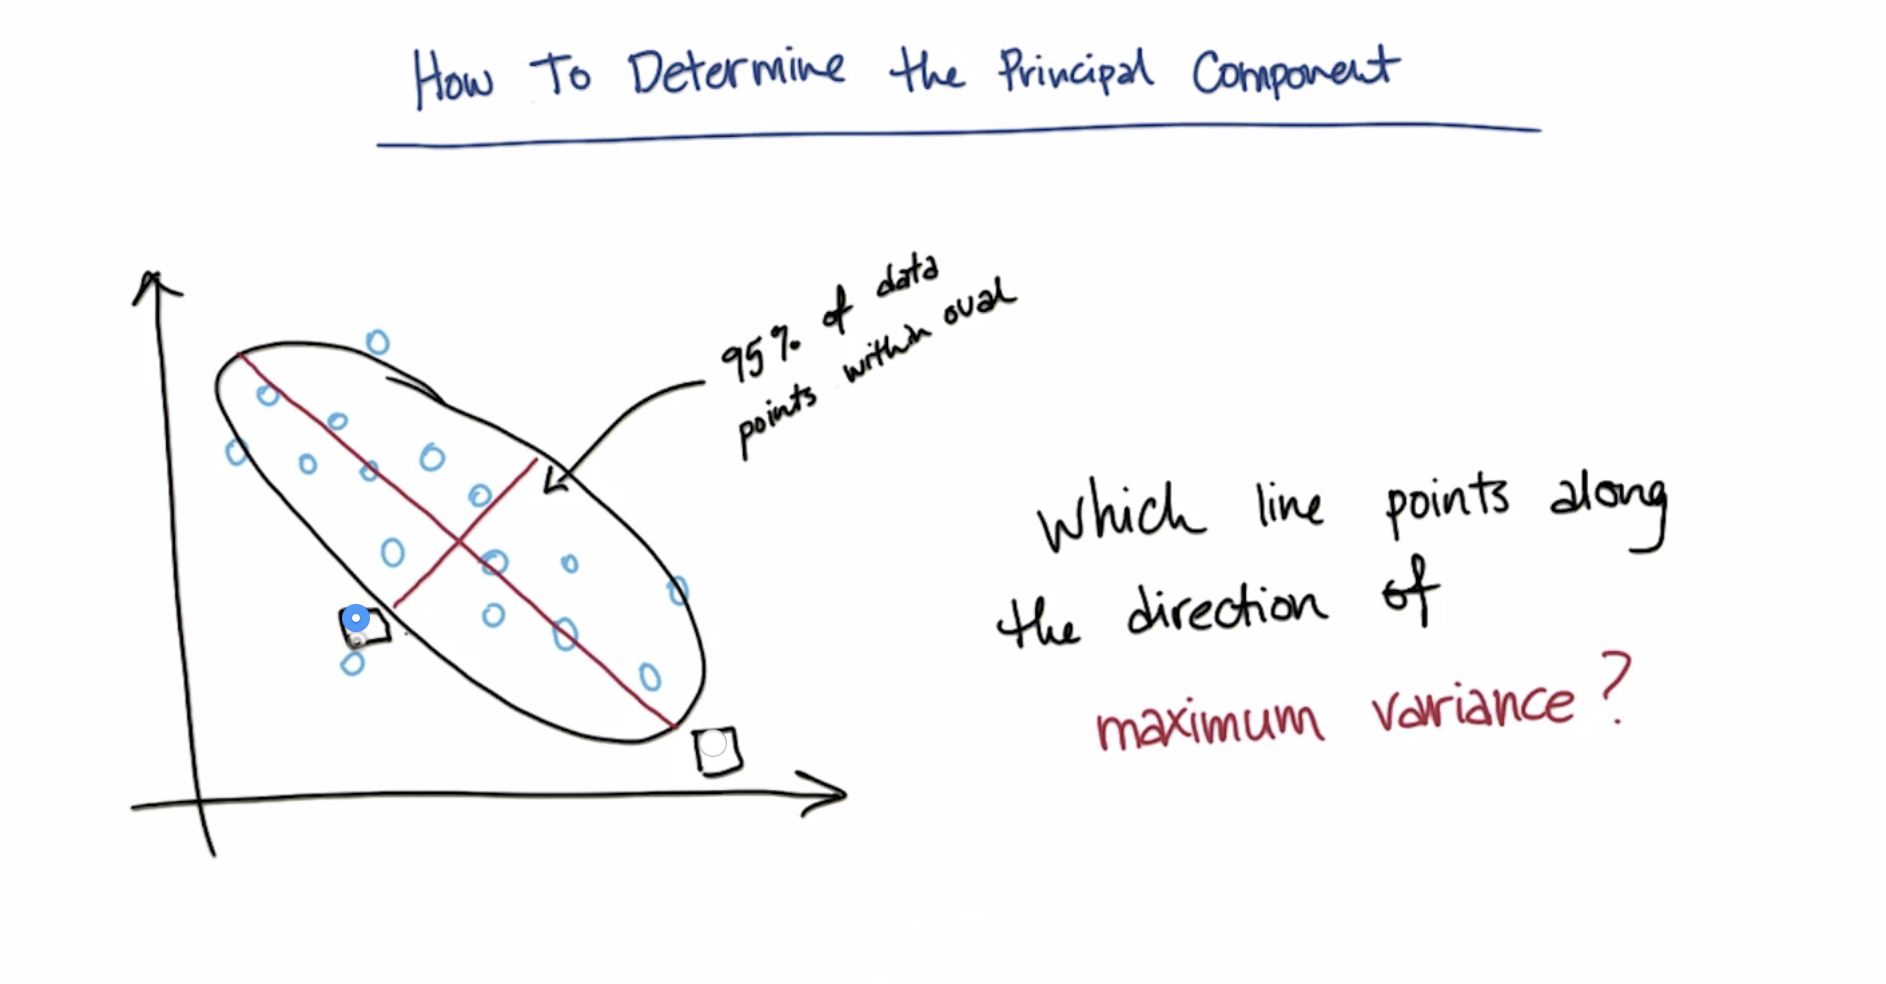 How To Determine the Principal Component
95% of data
points within oval
Which line points along
the direction of
maximum variance?